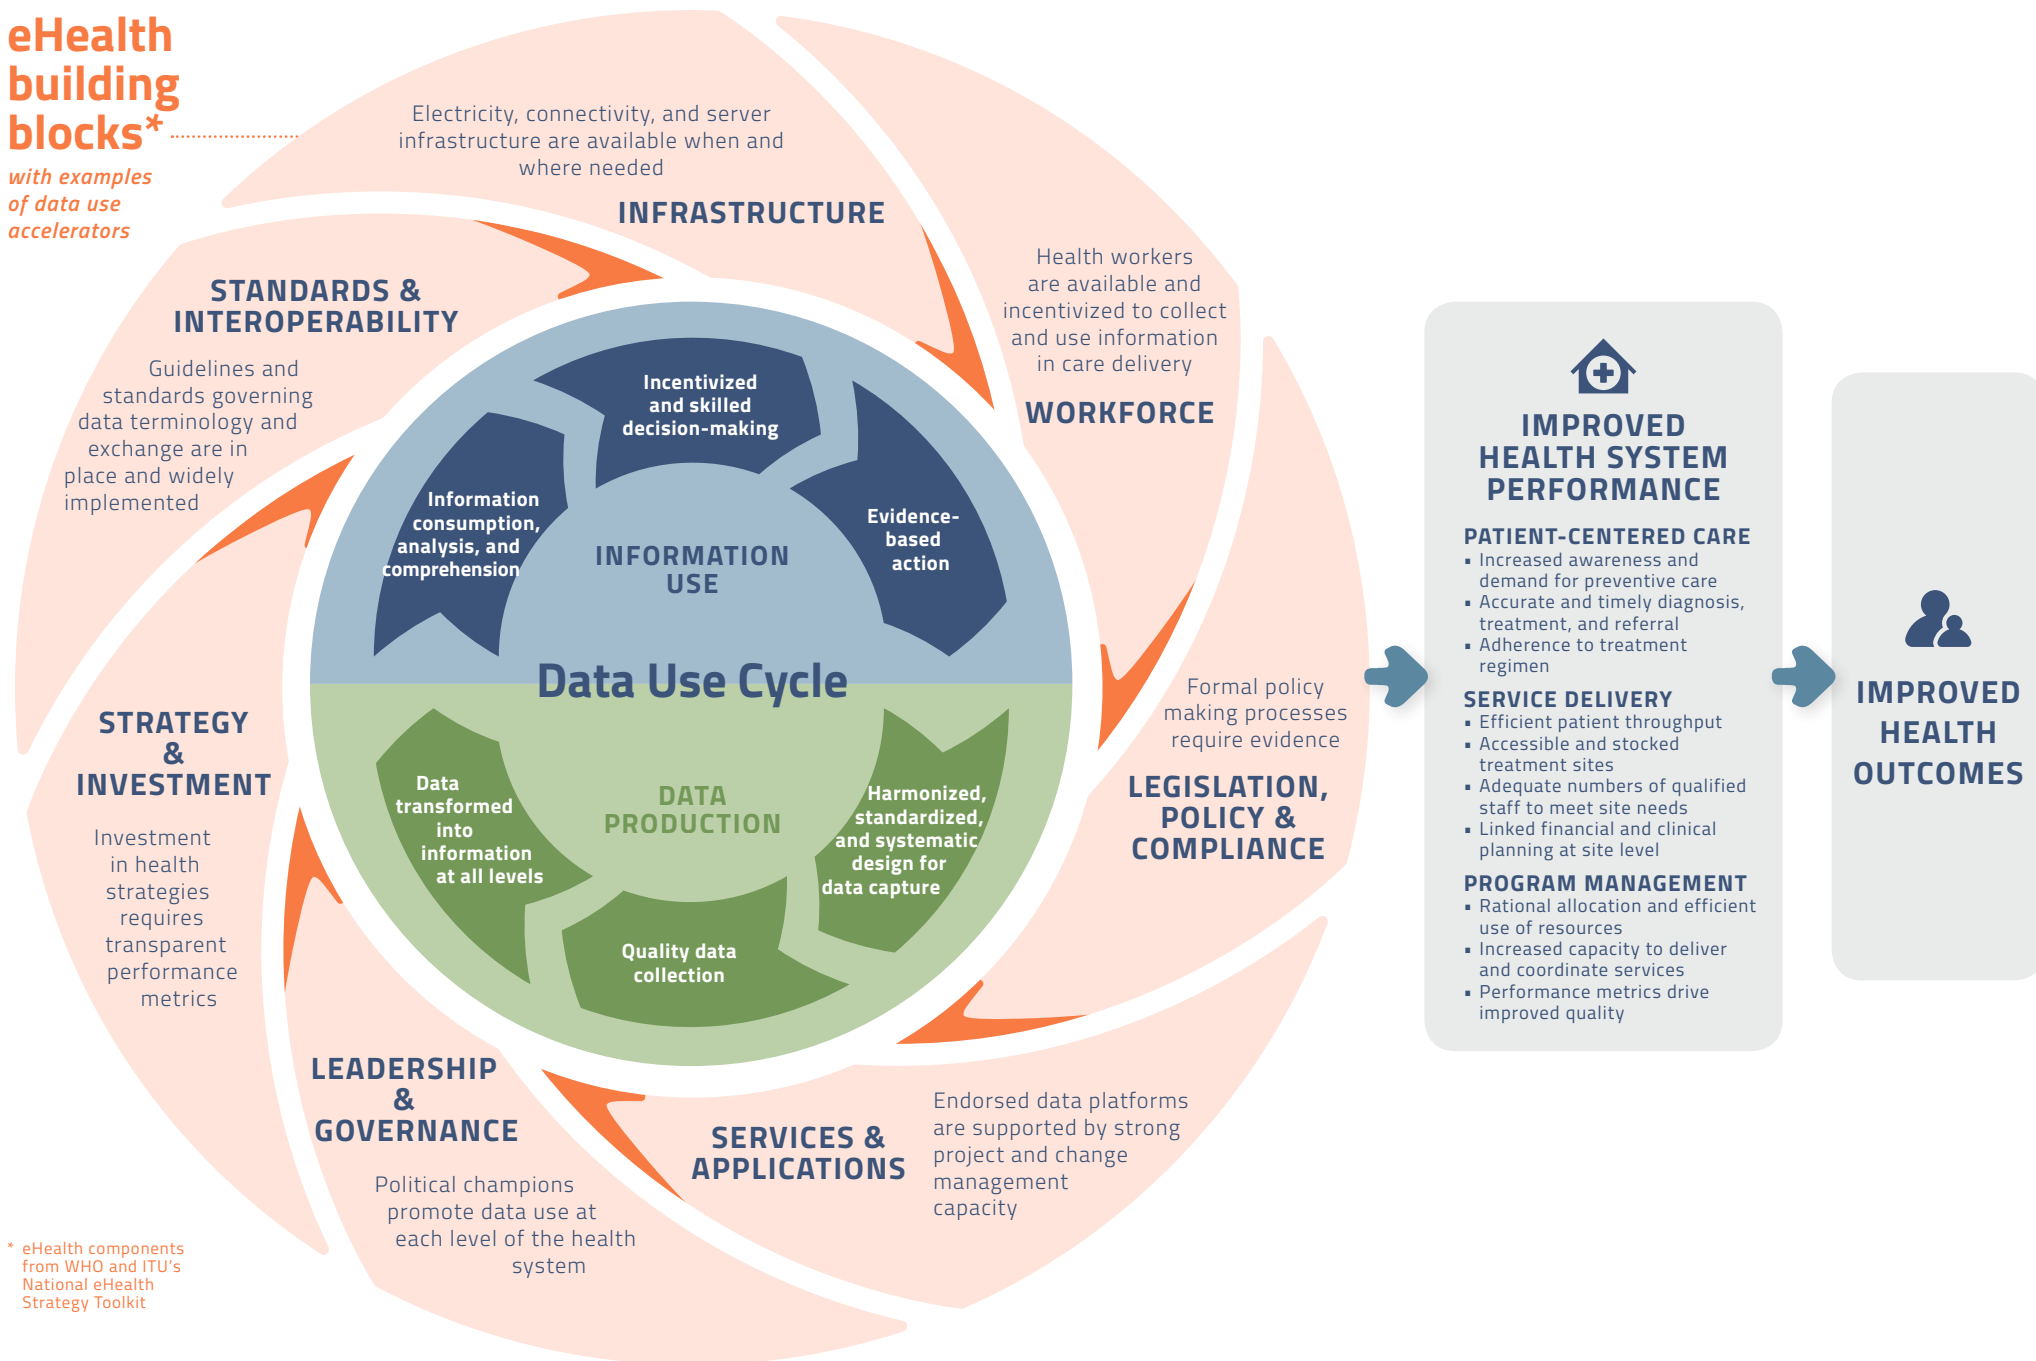 eHealth
building
blocks*
with examples
of data use
accelerators
Electricity, connectivity, and server
infrastructure are available when and
where needed
INFRASTRUCTURE
Health workers
are available and
incentivized to collect
and use information
in care delivery
WORKFORCE
Formal policy
making processes
require evidence
LEGISLATION,
POLICY &
COMPLIANCE
Endorsed data platforms
are supported by strong
project and change
management
capacity
SERVICES &
APPLICATIONS
LEADERSHIP
&
GOVERNANCE
Political champions
promote data use at
each level of the health
system
STRATEGY
&
INVESTMENT
Investment
in health
strategies
requires
transparent
performance
metrics
STANDARDS &
INTEROPERABILITY
Guidelines and
standards governing
data terminology and
exchange are in
place and widely
implemented
Incentivized
and skilled
decision-making
Evidence-
based
action
Information
consumption,
analysis, and
comprehension
INFORMATION
USE
Data Use Cycle
DATA
PRODUCTION
Harmonized,
standardized,
and systematic
design for
data capture
Quality data
collection
Data
transformed
into
information
at all levels
IMPROVED
HEALTH SYSTEM
PERFORMANCE
PATIENT-CENTERED CARE
▪ Increased awareness and
demand for preventive care
▪ Accurate and timely diagnosis,
treatment, and referral
▪ Adherence to treatment
regimen
SERVICE DELIVERY
▪ Efficient patient throughput
▪ Accessible and stocked
treatment sites
▪ Adequate numbers of qualified
staff to meet site needs
▪ Linked financial and clinical
planning at site level
PROGRAM MANAGEMENT
▪ Rational allocation and efficient
use of resources
▪ Increased capacity to deliver
and coordinate services
▪ Performance metrics drive
improved quality
IMPROVED
HEALTH
OUTCOMES
* eHealth components
from WHO and ITU's
National eHealth
Strategy Toolkit